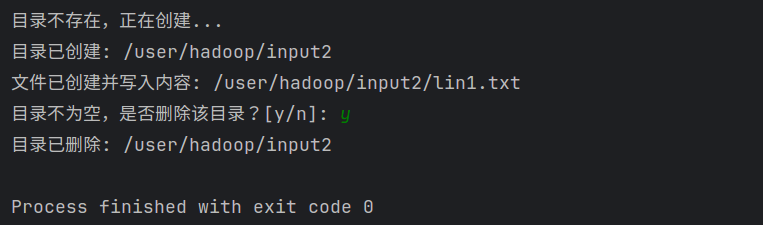 目录不存在，正在创建...
目录已创建: /user/hadoop/input2
文件已创建并写入内容: /user/hadoop/input2/lin1.txt
目录不为空，是否删除该目录？[y/n]: y
目录已删除: /user/hadoop/input2
Process finished with exit code 0